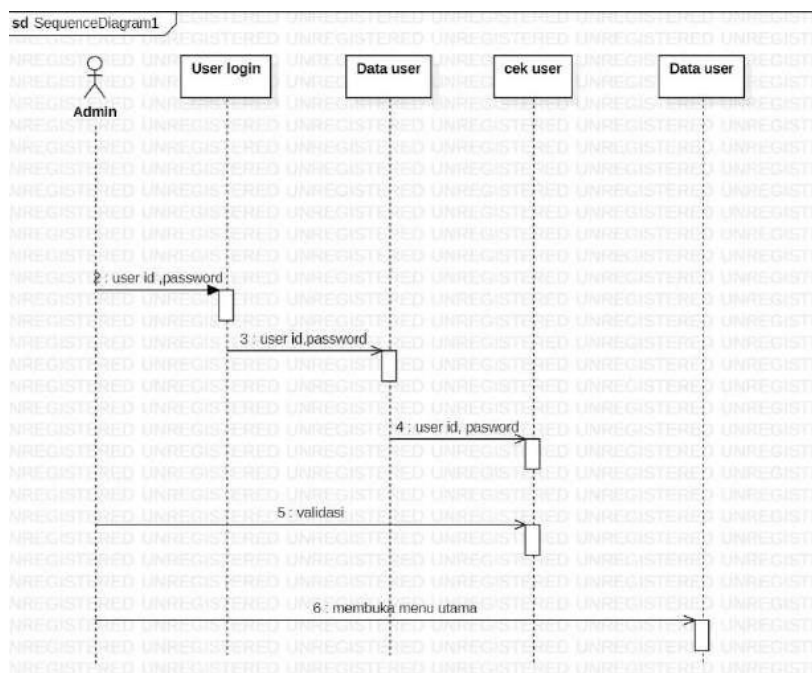 sd SequenceDiagram1
User login
Data user
cek user
Data user
Admin
2 : user id ,password
3 : user id,password
4 : user id, pasword
5 : validasi
6 : membuka menu utama
UNREGISTERED